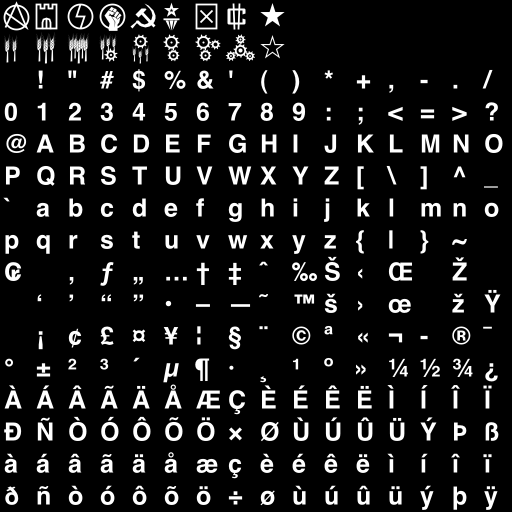 ! " # $ % & ' ( ) * + , - . /
0 1 2 3 4 5 6 7 8 9 : ; < = > ?
@ A B C D E F G H I J K L M N O
P Q R S T U V W X Y Z [ \ ] ^ _
` a b c d e f g h i j k l m n o
p q r s t u v w x y z { | } ~
‚ ƒ „ … † ‡ ˆ ‰ Š ‹ Œ Ž
‘ ’ “ ” • – — ˜ ™ š › œ ž Ÿ
¡ ¢ £ ¤ ¥ ¦ § ¨ © ª « ¬ - ® ¯
° ± ² ³ ´ µ ¶ · ¸ ¹ º » ¼ ½ ¾ ¿
À Á Â Ã Ä Å Æ Ç È É Ê Ë Ì Í Î Ï
Ð Ñ Ò Ó Ô Õ Ö × Ø Ù Ú Û Ü Ý Þ ß
à á â ã ä å æ ç è é ê ë ì í î ï
ð ñ ò ó ô õ ö ÷ ø ù ú û ü ý þ ÿ